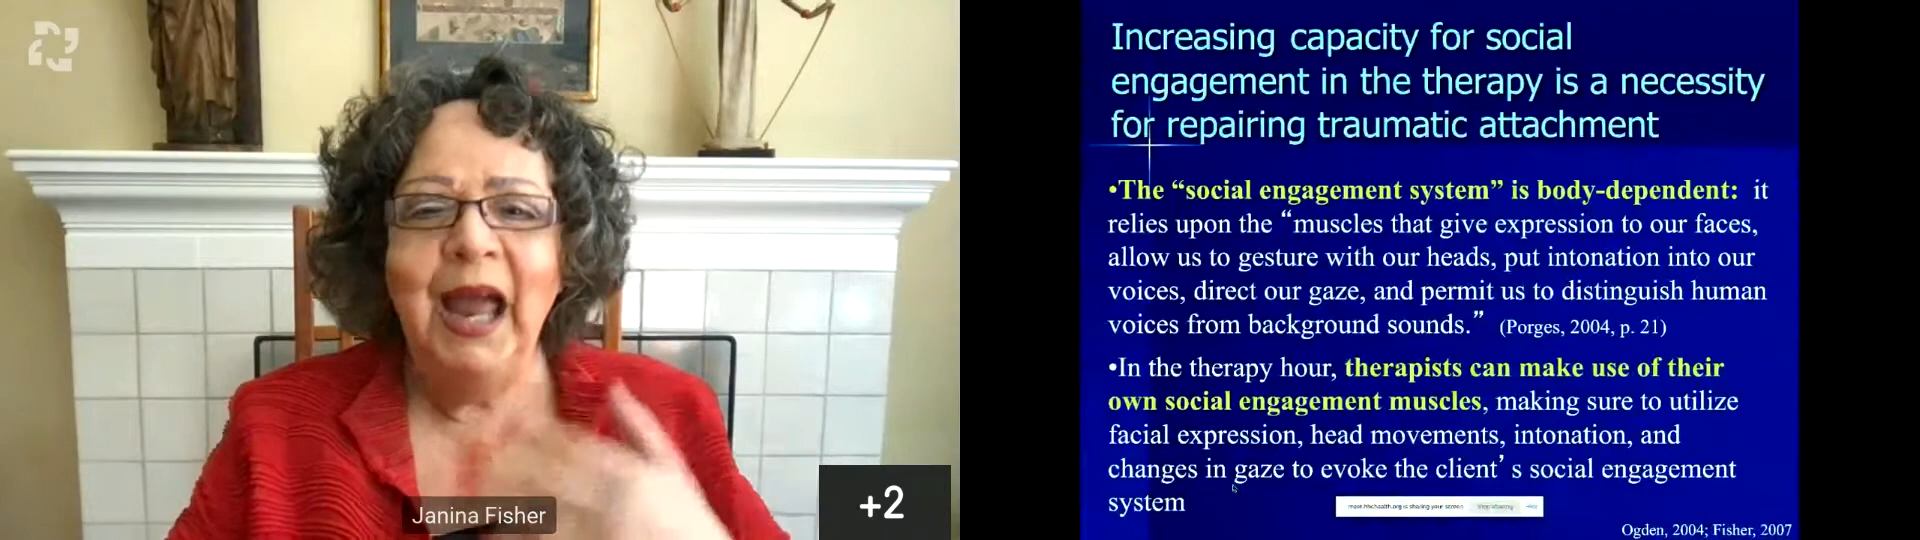 Increasing capacity for social
engagement in the therapy is a necessity
for repairing traumatic attachment
•The “social engagement system” is body-dependent: it
relies upon the “muscles that give expression to our faces,
allow us to gesture with our heads, put intonation into our
voices, direct our gaze, and permit us to distinguish human
voices from background sounds.” (Porges, 2004, p. 21)
•In the therapy hour, therapists can make use of their
own social engagement muscles, making sure to utilize
facial expression, head movements, intonation, and
changes in gaze to evoke the client’ s social engagement
system
is sharing your screen
Ogden, 2004; Fisher, 2007
Janina Fisher
+2